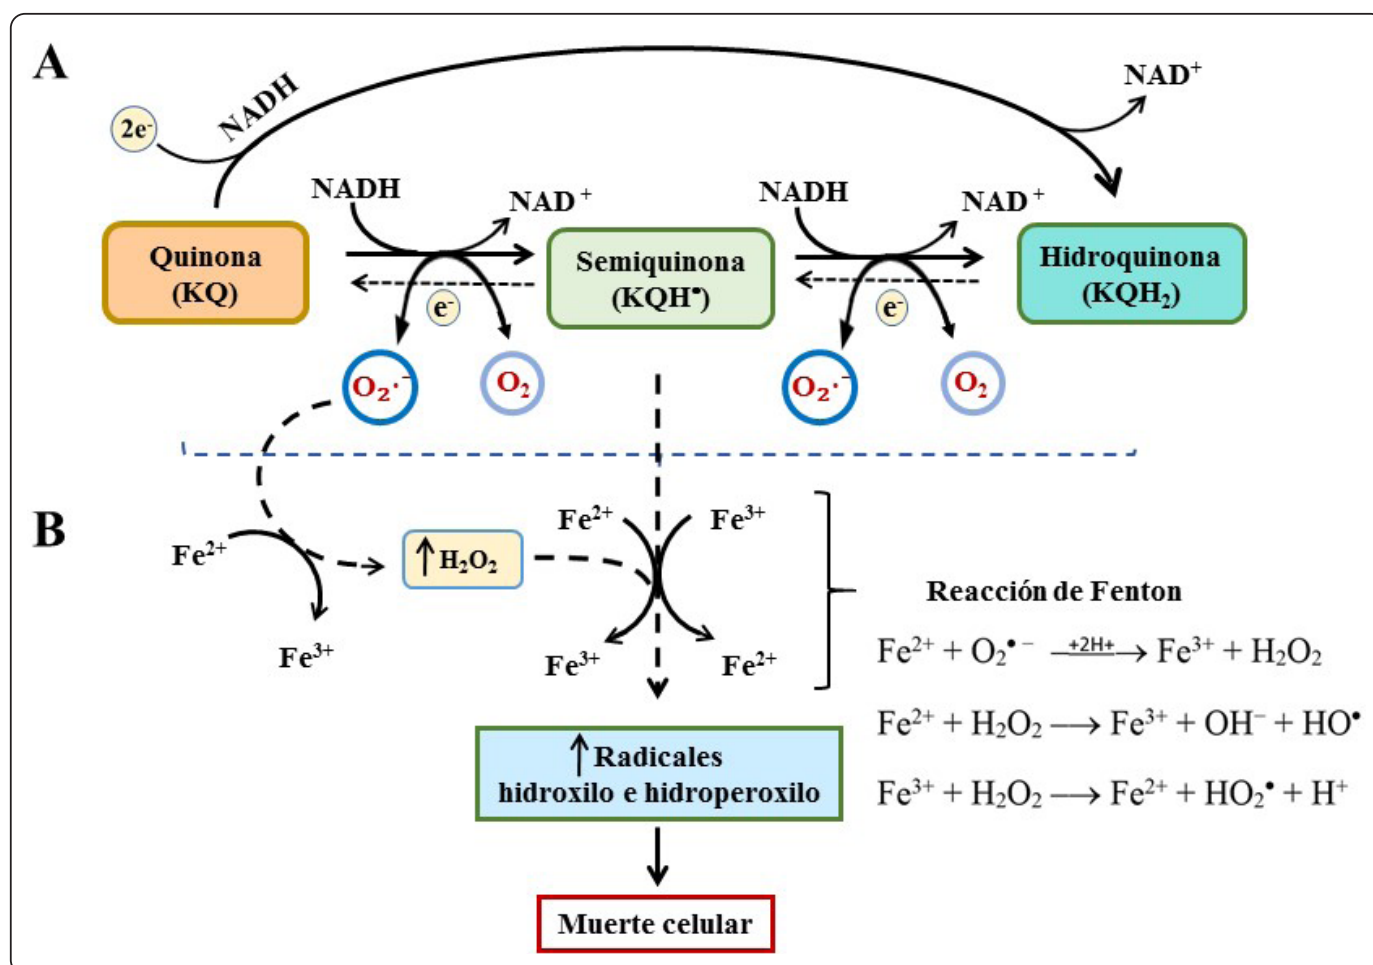 A
2e⁻
NADH
NAD⁺
NADH
NAD⁺
NADH
NAD⁺
Quinona
(KQ)
Semiquinona
(KQH•)
Hidroquinona
(KQH₂)
e⁻
e⁻
O₂·⁻
O₂
O₂·⁻
O₂
B
Fe²⁺
Fe³⁺
↑ H₂O₂
Fe²⁺
Fe³⁺
Fe³⁺
Fe²⁺
Reacción de Fenton
Fe²⁺ + O₂•⁻ +2H+⟶ Fe³⁺ + H₂O₂
Fe²⁺ + H₂O₂ ⟶ Fe³⁺ + OH⁻ + HO•
Fe³⁺ + H₂O₂ ⟶ Fe²⁺ + HO₂• + H⁺
↑ Radicales
hidroxilo e hidroperoxilo
Muerte celular